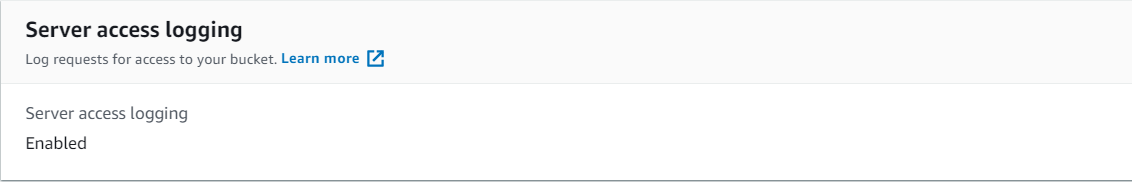 Server access logging
Log requests for access to your bucket. Learn more
Server access logging
Enabled